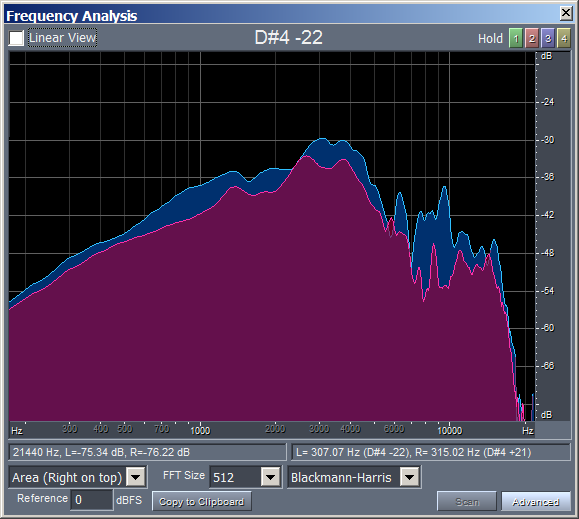 Frequency Analysis
Linear View
D#4 -22
Hold 1 2 3 4
dB
-24
-30
-36
-42
-48
-54
-60
-66
dB
Hz 300 400 500 700 1000 2000 3000 4000 6000 10000 Hz
21440 Hz, L=-75.34 dB, R=-76.22 dB
L= 307.07 Hz (D#4 -22), R= 315.02 Hz (D#4 +21)
Area (Right on top) FFT Size 512 Blackmann-Harris
Reference 0 dBFS Copy to Clipboard Scan Advanced